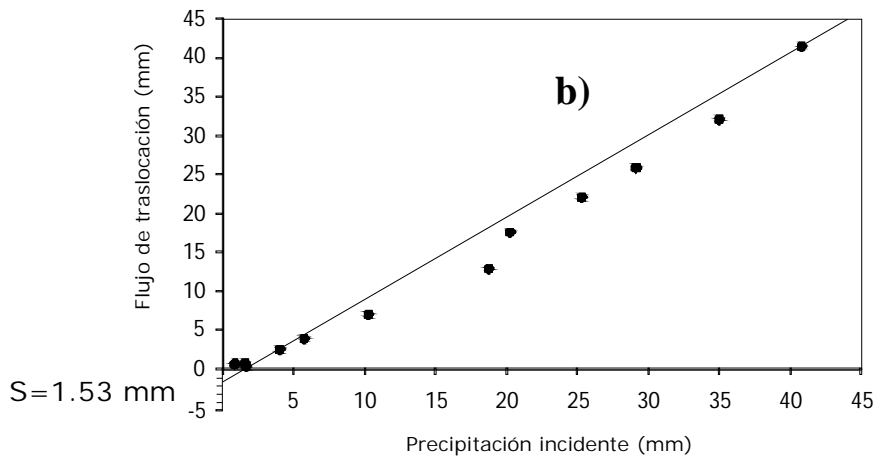 45
40
35
30
25
20
15
10
5
0
-5
Flujo de traslocación (mm)
b)
S=1.53 mm
5 10 15 20 25 30 35 40 45
Precipitación incidente (mm)